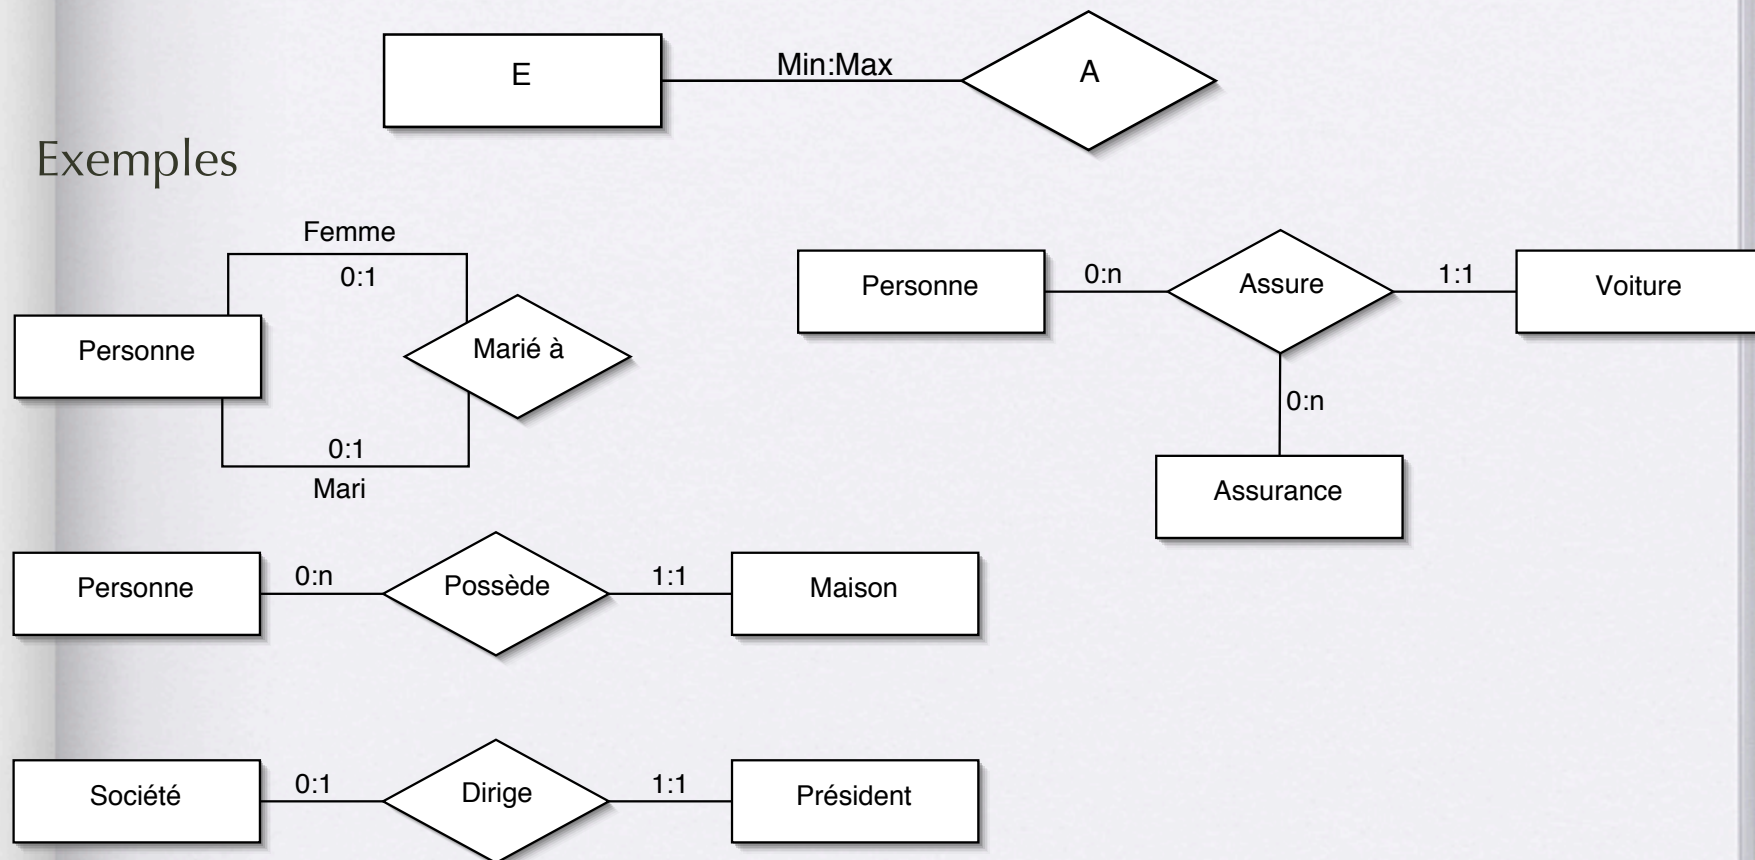 E
Min:Max
A
Exemples
Femme
0:1
Personne
Marié à
0:1
Mari
Personne
0:n
Assure
1:1
Voiture
0:n
Assurance
Personne
0:n
Possède
1:1
Maison
Société
0:1
Dirige
1:1
Président